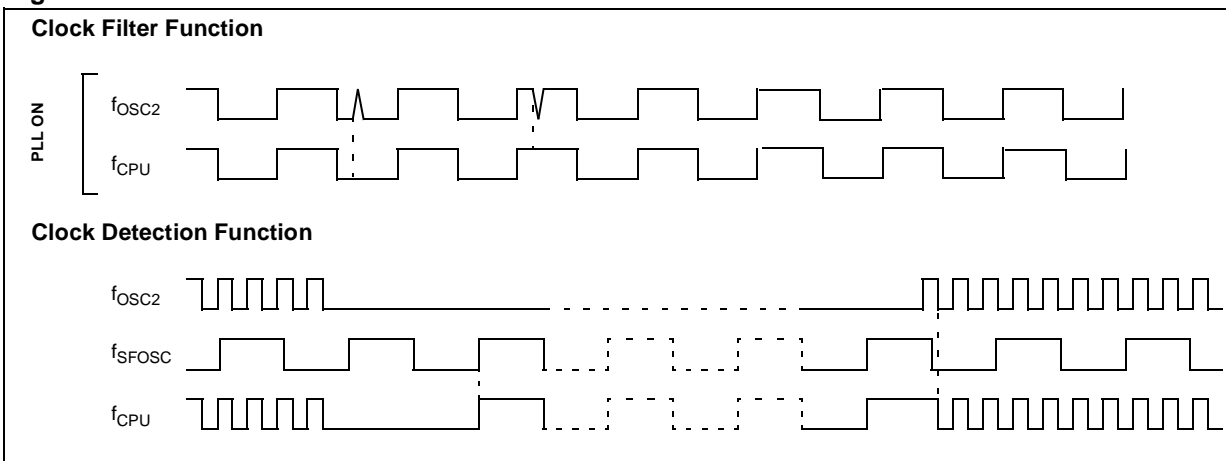 Clock Filter Function
PLL ON
fOSC2
fCPU
Clock Detection Function
fOSC2
fSFOSC
fCPU